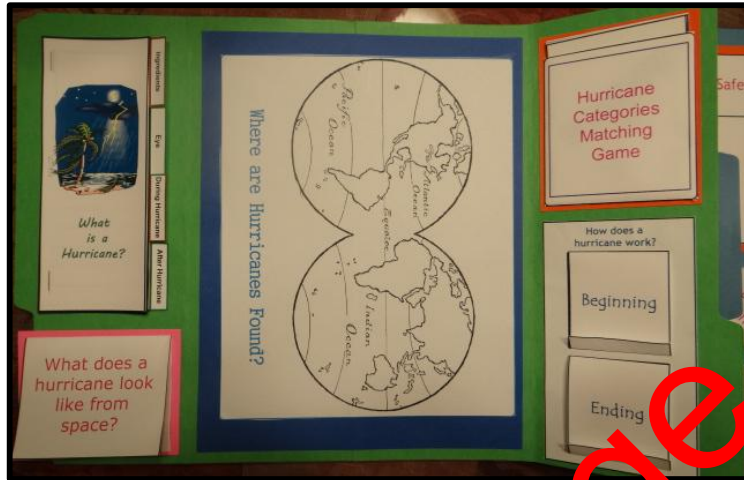 Ingredients
Eye
During Hurricane
After Hurricane
What
is a
Hurricane?
What does a
hurricane look
like from
space?
Where are Hurricanes Found?
Pacific
Ocean
Atlantic
Ocean
Equator
Indian
Ocean
Hurricane
Categories
Matching
Game
How does a
hurricane work?
Beginning
Ending
Safe